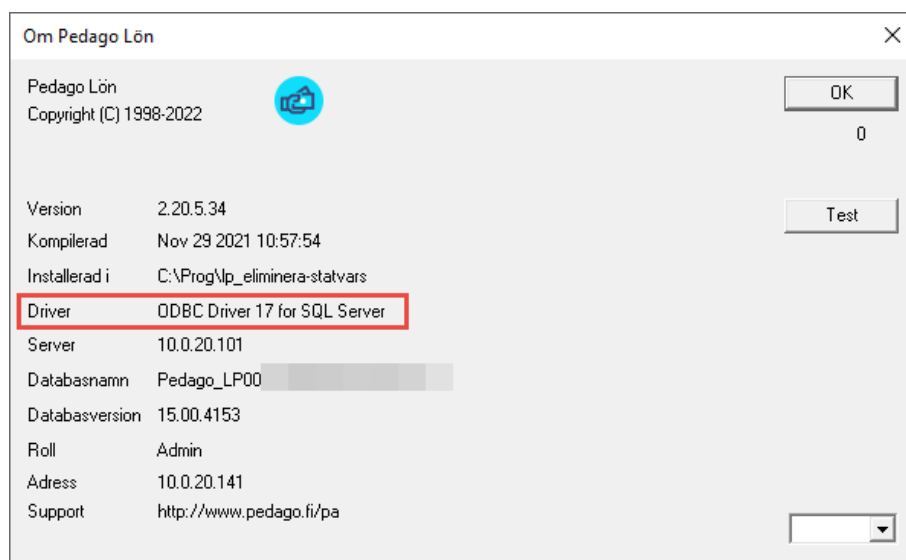 Om Pedago Lön
Pedago Lön
Copyright (C) 1998-2022
OK
0
Version 2.20.5.34
Test
Kompilerad Nov 29 2021 10:57:54
Installerad i C:\Prog\lp_eliminera-statvars
Driver ODBC Driver 17 for SQL Server
Server 10.0.20.101
Databasnamn Pedago_LP00
Databasversion 15.00.4153
Roll Admin
Adress 10.0.20.141
Support http://www.pedago.fi/pa